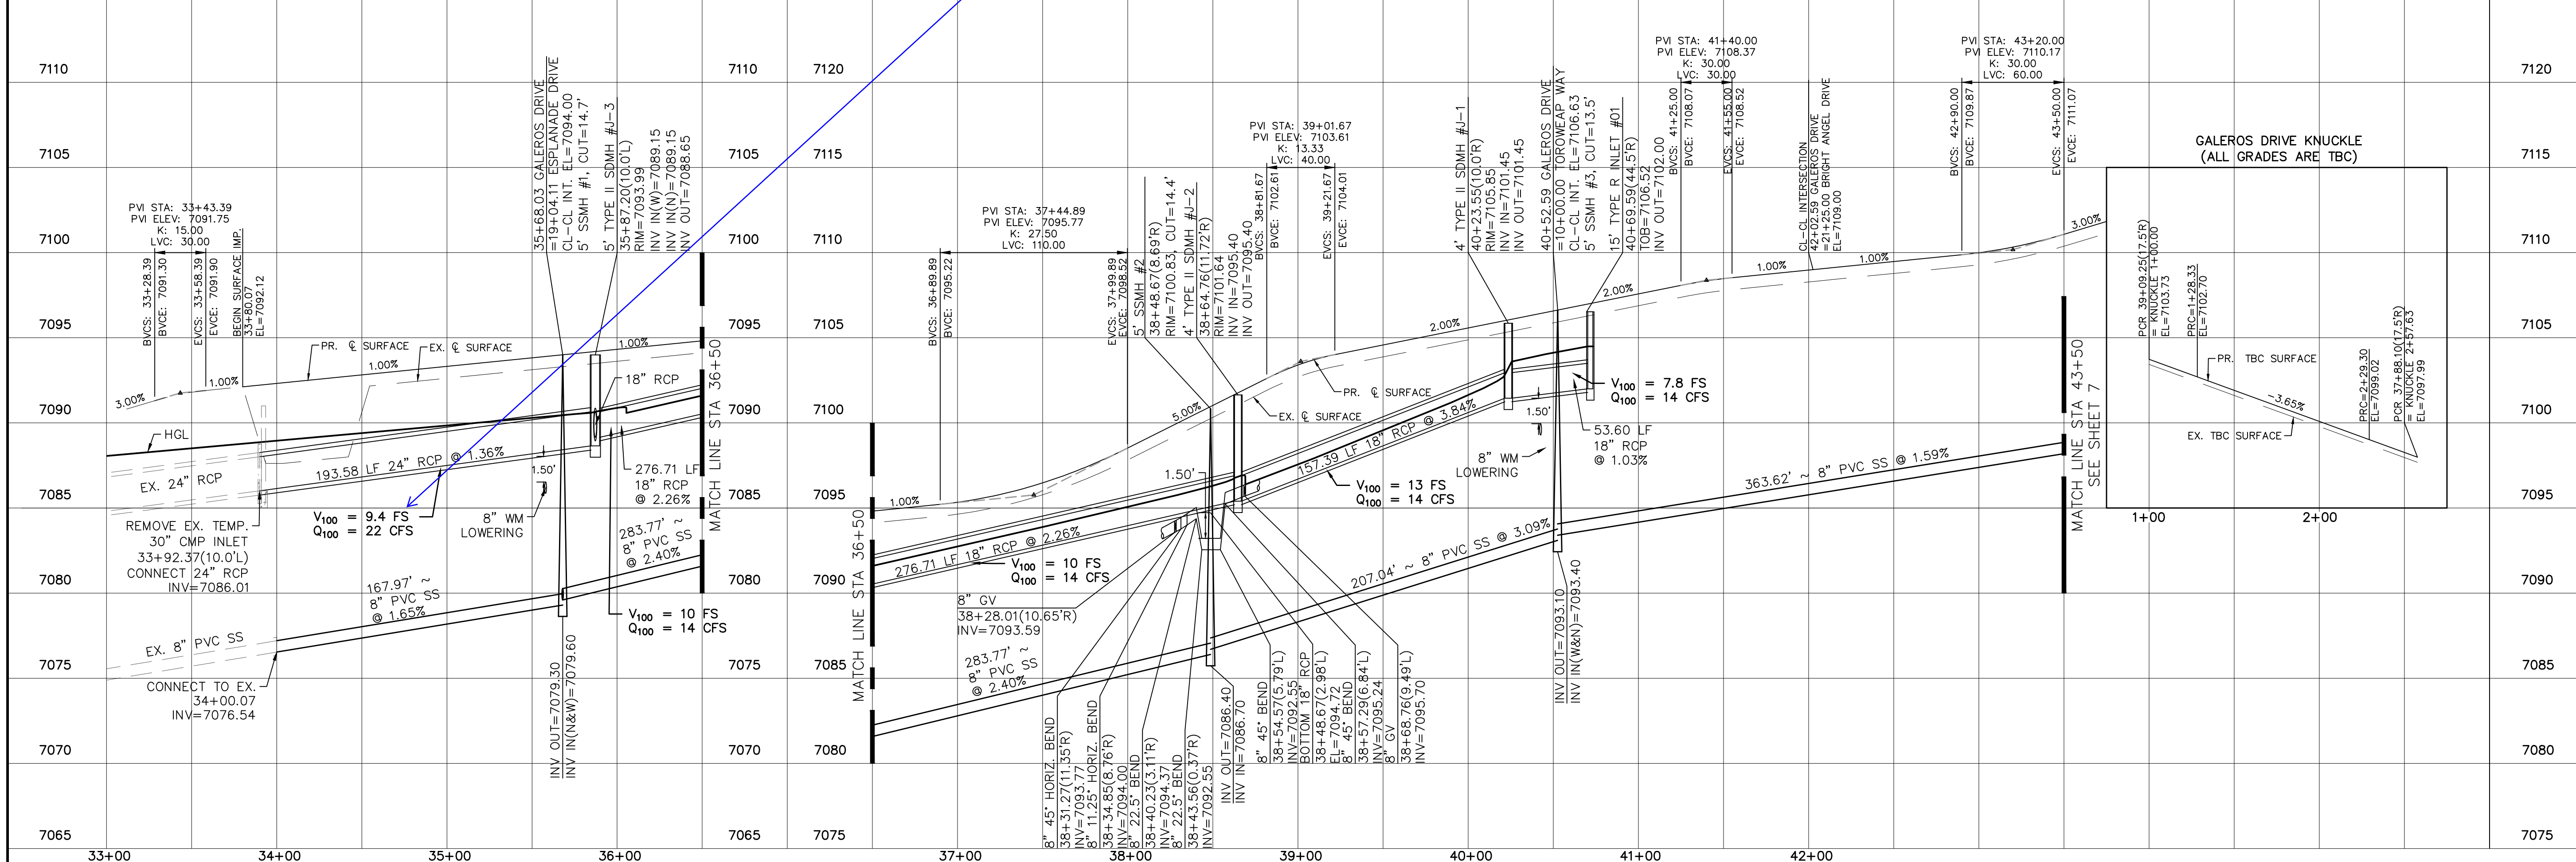 7110
7105
7100
7095
7090
7085
7080
7075
7070
7065
33+00
34+00
35+00
36+00
PVI STA: 33+43.39
PVI ELEV: 7091.75
K: 15.00
LVC: 30.00
BVCS: 33+28.39
BVCE: 7091.30
EVCS: 33+58.39
EVCE: 7091.90
BEGIN SURFACE IMP.
33+80.07
EL=7092.12
3.00%
1.00%
PR. ℄ SURFACE
1.00%
EX. ℄ SURFACE
1.00%
35+68.03 GALEROS DRIVE
=19+04.11 ESPLANADE DRIVE
CL-CL INT. EL=7094.00
5' SSMH #1, CUT=14.7'
5' TYPE II SDMH #J-3
35+87.20(10.0'L)
RIM=7093.99
INV IN(W)=7089.15
INV IN(N)=7089.15
INV OUT=7088.65
HGL
EX. 24" RCP
193.58 LF 24" RCP @ 1.36%
18" RCP
1.50'
276.71 LF
18" RCP
@ 2.26%
REMOVE EX. TEMP.
30" CMP INLET
33+92.37(10.0'L)
CONNECT 24" RCP
INV=7086.01
V100 = 9.4 FS
Q100 = 22 CFS
8" WM
LOWERING
283.77' ~
8" PVC SS
@ 2.40%
167.97' ~
8" PVC SS
@ 1.65%
V100 = 10 FS
Q100 = 14 CFS
EX. 8" PVC SS
CONNECT TO EX.
34+00.07
INV=7076.54
INV OUT=7079.30
INV IN(N&W)=7079.60
MATCH LINE STA 36+50
7110
7105
7100
7095
7090
7085
7080
7075
7070
7065
7120
7115
7110
7105
7100
7095
7090
7085
7080
7075
37+00
38+00
39+00
40+00
41+00
42+00
MATCH LINE STA 36+50
PVI STA: 37+44.89
PVI ELEV: 7095.77
K: 27.50
LVC: 110.00
BVCS: 36+89.89
BVCE: 7095.22
EVCS: 37+99.89
EVCE: 7098.52
5' SSMH #2
38+48.67(8.69'R)
RIM=7100.83, CUT=14.4'
4' TYPE II SDMH #J-2
38+64.76(11.72'R)
RIM=7101.64
INV IN=7095.40
INV OUT=7095.40
PVI STA: 39+01.67
PVI ELEV: 7103.61
K: 13.33
LVC: 40.00
BVCS: 38+81.67
BVCE: 7102.61
EVCS: 39+21.67
EVCE: 7104.01
1.00%
5.00%
PR. ℄ SURFACE
EX. ℄ SURFACE
2.00%
2.00%
1.50'
276.71 LF 18" RCP @ 2.26%
V100 = 10 FS
Q100 = 14 CFS
157.39 LF 18" RCP @ 3.84%
V100 = 13 FS
Q100 = 14 CFS
8" GV
38+28.01(10.65'R)
INV=7093.59
283.77' ~
8" PVC SS
@ 2.40%
207.04' ~ 8" PVC SS @ 3.09%
8" 45° HORIZ. BEND
38+31.27(11.35'R)
INV=7093.77
8" 11.25° HORIZ. BEND
38+34.85(8.76'R)
INV=7094.00
8" 22.5° BEND
38+40.23(3.11'R)
INV=7094.37
8" 22.5° BEND
38+43.56(0.37'R)
INV=7092.55
INV OUT=7086.40
INV IN=7086.70
8" 45° BEND
38+54.57(5.79'L)
INV=7092.55
BOTTOM 18" RCP
38+48.67(2.98'L)
EL=7094.72
8" 45° BEND
38+57.29(6.84'L)
INV=7095.24
8" GV
38+68.76(9.49'L)
INV=7095.70
4' TYPE II SDMH #J-1
40+23.55(10.0'R)
RIM=7105.85
INV IN=7101.45
INV OUT=7101.45
40+52.59 GALEROS DRIVE
=10+00.00 TOROWEAP WAY
CL-CL INT. EL=7106.63
5' SSMH #3, CUT=13.5'
15' TYPE R INLET #01
40+69.59(44.5'R)
TOB=7106.52
INV OUT=7102.00
1.50'
V100 = 7.8 FS
Q100 = 14 CFS
53.60 LF
18" RCP
@ 1.03%
8" WM
LOWERING
INV OUT=7093.10
INV IN(W&N)=7093.40
363.62' ~ 8" PVC SS @ 1.59%
PVI STA: 41+40.00
PVI ELEV: 7108.37
K: 30.00
LVC: 30.00
BVCS: 41+25.00
BVCE: 7108.07
EVCS: 41+55.00
EVCE: 7108.52
CL-CL INTERSECTION
42+02.59 GALEROS DRIVE
=21+25.00 BRIGHT ANGEL DRIVE
EL=7109.00
1.00%
1.00%
PVI STA: 43+20.00
PVI ELEV: 7110.17
K: 30.00
LVC: 60.00
BVCS: 42+90.00
BVCE: 7109.87
EVCS: 43+50.00
EVCE: 7111.07
3.00%
MATCH LINE STA 43+50
SEE SHEET 7
GALEROS DRIVE KNUCKLE
(ALL GRADES ARE TBC)
PCR 39+09.25(17.5'R)
= KNUCKLE 1+00.00
EL=7103.73
PRC=1+28.33
EL=7102.70
PR. TBC SURFACE
-3.65%
EX. TBC SURFACE
PRC=2+29.30
EL=7099.02
PCR 37+88.10(17.5'R)
= KNUCKLE 2+57.63
EL=7097.99
1+00
2+00
7120
7115
7110
7105
7100
7095
7090
7085
7080
7075